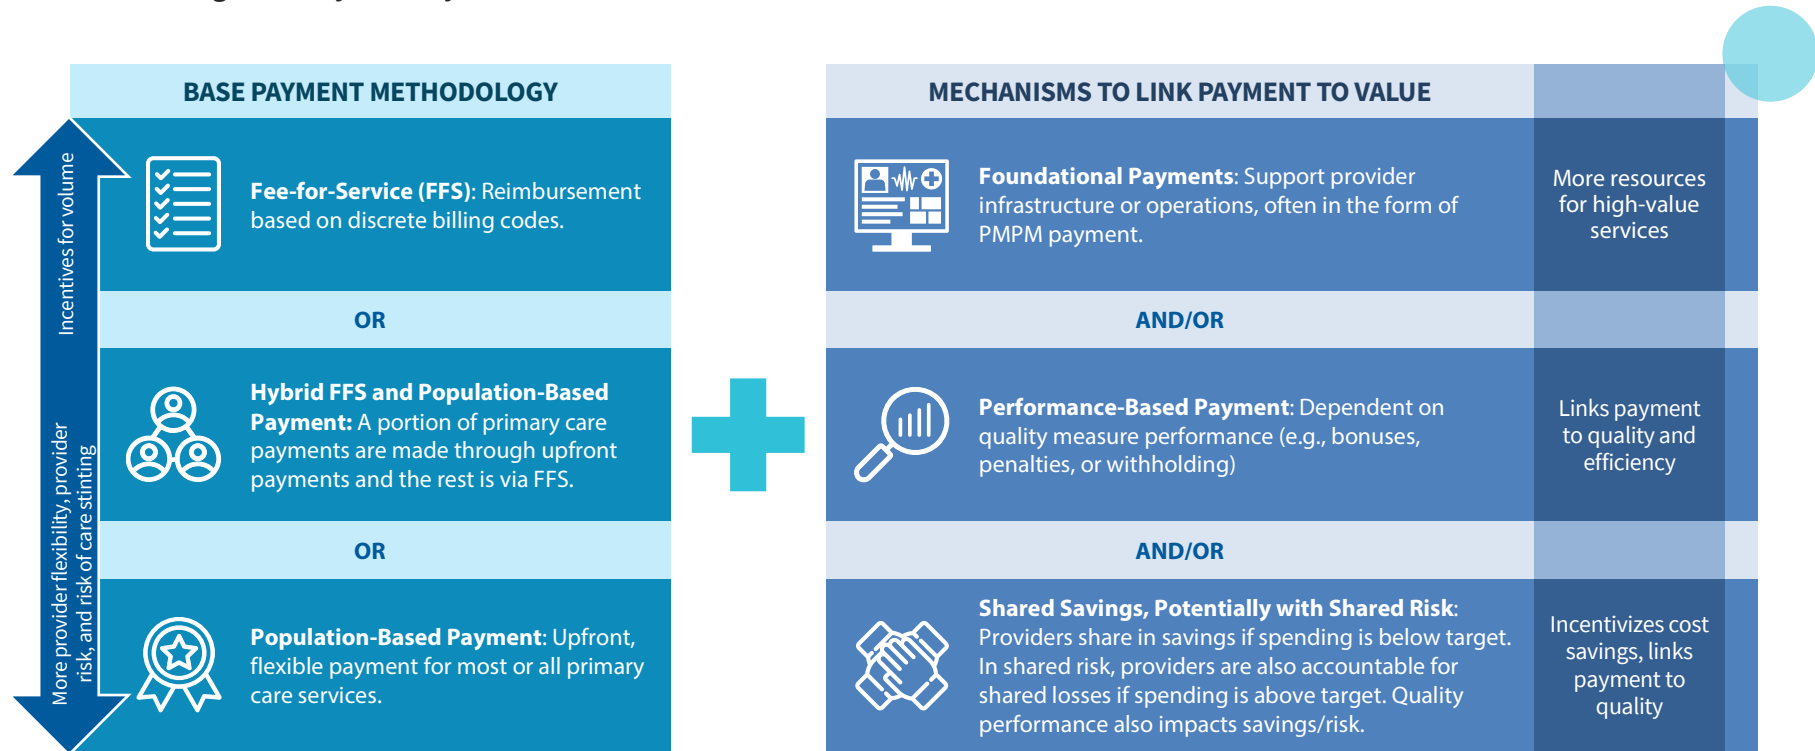 BASE PAYMENT METHODOLOGY
Incentives for volume
More provider flexibility, provider
risk, and risk of care stinting
Fee-for-Service (FFS): Reimbursement
based on discrete billing codes.
OR
Hybrid FFS and Population-Based
Payment: A portion of primary care
payments are made through upfront
payments and the rest is via FFS.
OR
Population-Based Payment: Upfront,
flexible payment for most or all primary
care services.
MECHANISMS TO LINK PAYMENT TO VALUE
Foundational Payments: Support provider
infrastructure or operations, often in the form of
PMPM payment.
More resources
for high-value
services
AND/OR
Performance-Based Payment: Dependent on
quality measure performance (e.g., bonuses,
penalties, or withholding)
Links payment
to quality and
efficiency
AND/OR
Shared Savings, Potentially with Shared Risk:
Providers share in savings if spending is below target.
In shared risk, providers are also accountable for
shared losses if spending is above target. Quality
performance also impacts savings/risk.
Incentivizes cost
savings, links
payment to
quality